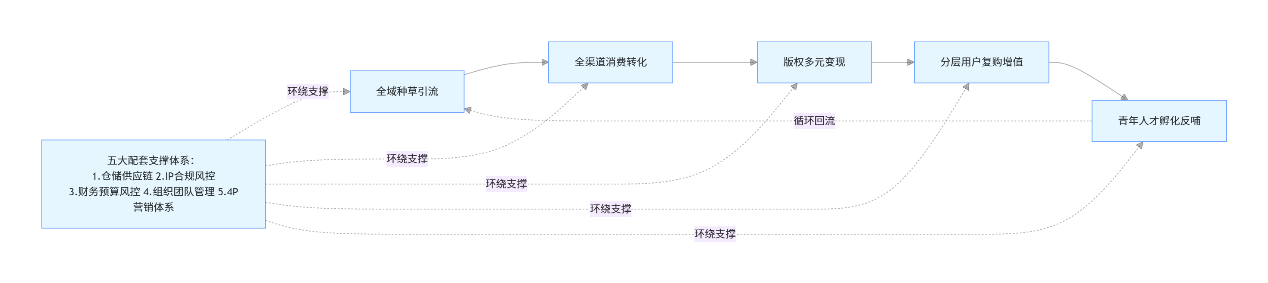 全渠道消费转化
版权多元变现
分层用户复购增值
环绕支撑
全域种草引流
循环回流
青年人才孵化反哺
五大配套支撑体系：
1.仓储供应链 2.IP合规风控
3.财务预算风控 4.组织团队管理 5.4P
营销体系
环绕支撑
环绕支撑
环绕支撑
环绕支撑